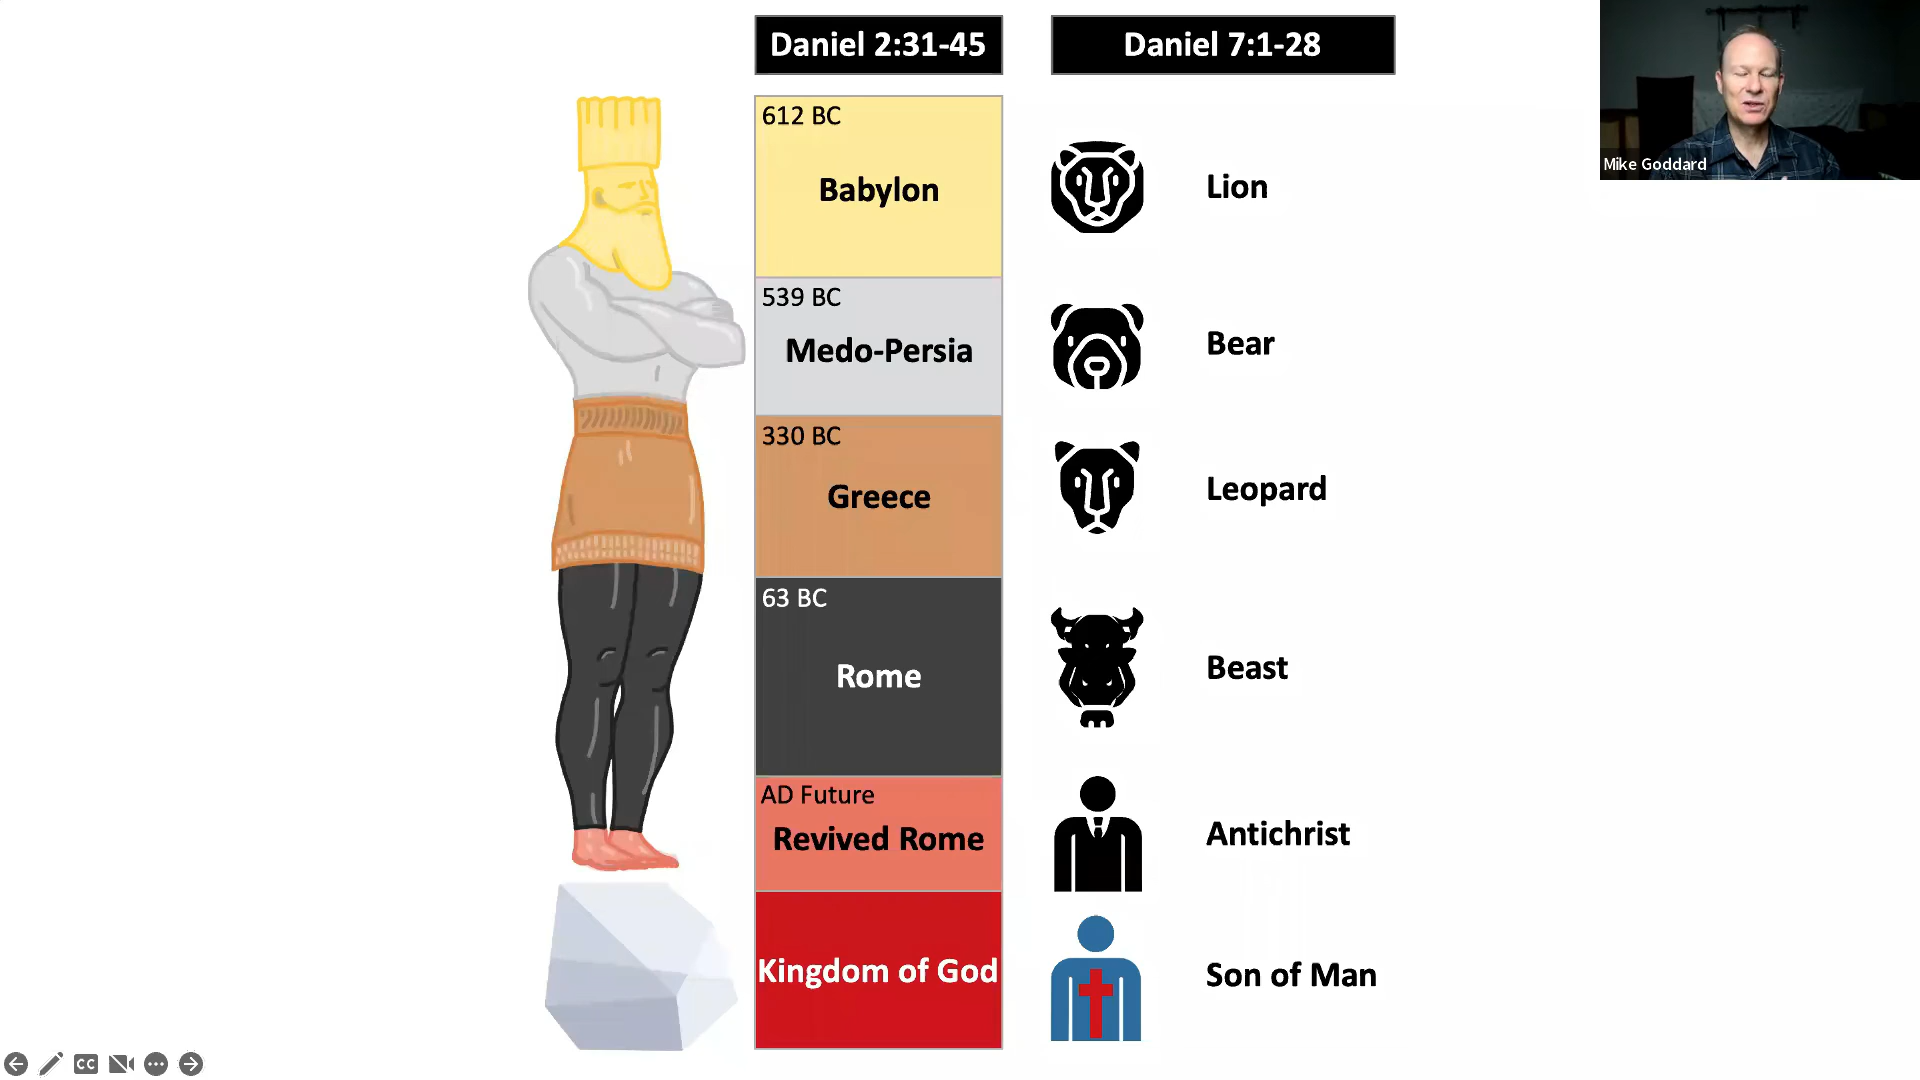 Daniel 2:31-45
Daniel 7:1-28
612 BC
Babylon
Lion
539 BC
Medo-Persia
Bear
330 BC
Greece
Leopard
63 BC
Rome
Beast
AD Future
Revived Rome
Antichrist
Kingdom of God
Son of Man
Mike Goddard
CC